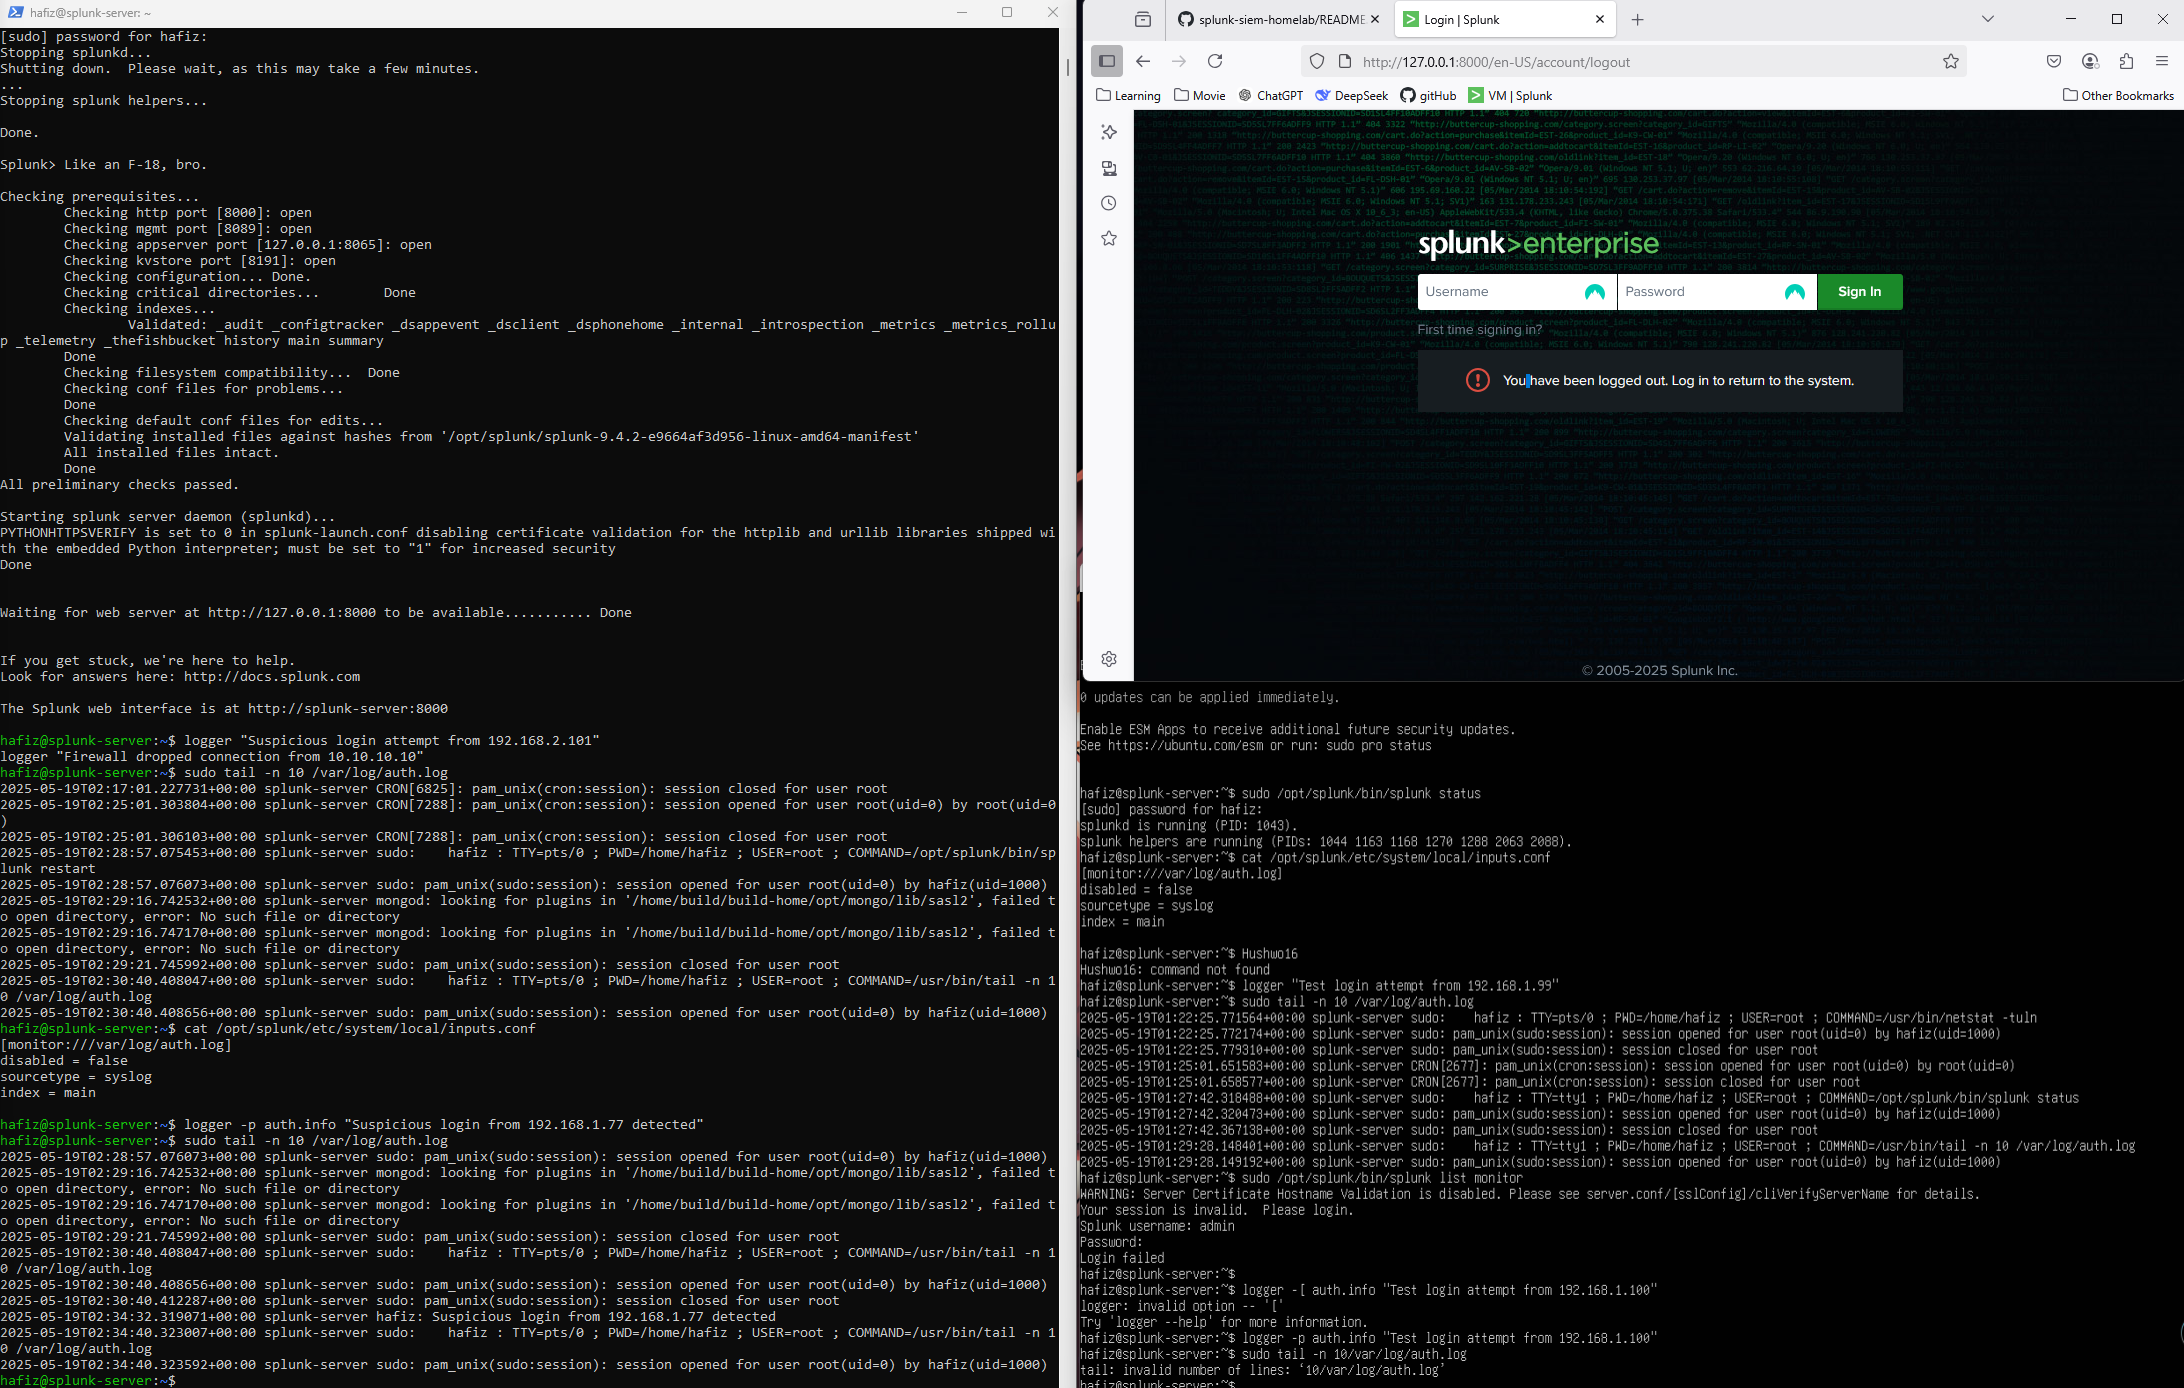 hafiz@splunk-server: ~
[sudo] password for hafiz:
Stopping splunkd...
Shutting down.  Please wait, as this may take a few minutes.
...
Stopping splunk helpers...
Done.
Splunk> Like an F-18, bro.
Checking prerequisites...
Checking http port [8000]: open
Checking mgmt port [8089]: open
Checking appserver port [127.0.0.1:8065]: open
Checking kvstore port [8191]: open
Checking configuration... Done.
Checking critical directories...        Done
Checking indexes...
Validated: _audit _configtracker _dsappevent _dsclient _dsphonehome _internal _introspection _metrics _metrics_rollu
p _telemetry _thefishbucket history main summary
Done
Checking filesystem compatibility...  Done
Checking conf files for problems...
Done
Checking default conf files for edits...
Validating installed files against hashes from '/opt/splunk/splunk-9.4.2-e9664af3d956-linux-amd64-manifest'
All installed files intact.
Done
All preliminary checks passed.
Starting splunk server daemon (splunkd)...
PYTHONHTTPSVERIFY is set to 0 in splunk-launch.conf disabling certificate validation for the httplib and urllib libraries shipped wi
th the embedded Python interpreter; must be set to "1" for increased security
Done
Waiting for web server at http://127.0.0.1:8000 to be available........... Done
If you get stuck, we're here to help.
Look for answers here: http://docs.splunk.com
The Splunk web interface is at http://splunk-server:8000
hafiz@splunk-server:~$ logger "Suspicious login attempt from 192.168.2.101"
logger "Firewall dropped connection from 10.10.10.10"
hafiz@splunk-server:~$ sudo tail -n 10 /var/log/auth.log
2025-05-19T02:17:01.227731+00:00 splunk-server CRON[6825]: pam_unix(cron:session): session closed for user root
2025-05-19T02:25:01.303804+00:00 splunk-server CRON[7288]: pam_unix(cron:session): session opened for user root(uid=0) by root(uid=0
)
2025-05-19T02:25:01.306103+00:00 splunk-server CRON[7288]: pam_unix(cron:session): session closed for user root
2025-05-19T02:28:57.075453+00:00 splunk-server sudo:    hafiz : TTY=pts/0 ; PWD=/home/hafiz ; USER=root ; COMMAND=/opt/splunk/bin/sp
lunk restart
2025-05-19T02:28:57.076073+00:00 splunk-server sudo: pam_unix(sudo:session): session opened for user root(uid=0) by hafiz(uid=1000)
2025-05-19T02:29:16.742532+00:00 splunk-server mongod: looking for plugins in '/home/build/build-home/opt/mongo/lib/sasl2', failed t
o open directory, error: No such file or directory
2025-05-19T02:29:16.747170+00:00 splunk-server mongod: looking for plugins in '/home/build/build-home/opt/mongo/lib/sasl2', failed t
o open directory, error: No such file or directory
2025-05-19T02:29:21.745992+00:00 splunk-server sudo: pam_unix(sudo:session): session closed for user root
2025-05-19T02:30:40.408047+00:00 splunk-server sudo:    hafiz : TTY=pts/0 ; PWD=/home/hafiz ; USER=root ; COMMAND=/usr/bin/tail -n 1
0 /var/log/auth.log
2025-05-19T02:30:40.408656+00:00 splunk-server sudo: pam_unix(sudo:session): session opened for user root(uid=0) by hafiz(uid=1000)
hafiz@splunk-server:~$ cat /opt/splunk/etc/system/local/inputs.conf
[monitor:///var/log/auth.log]
disabled = false
sourcetype = syslog
index = main
hafiz@splunk-server:~$ logger -p auth.info "Suspicious login from 192.168.1.77 detected"
hafiz@splunk-server:~$ sudo tail -n 10 /var/log/auth.log
2025-05-19T02:28:57.076073+00:00 splunk-server sudo: pam_unix(sudo:session): session opened for user root(uid=0) by hafiz(uid=1000)
2025-05-19T02:29:16.742532+00:00 splunk-server mongod: looking for plugins in '/home/build/build-home/opt/mongo/lib/sasl2', failed t
o open directory, error: No such file or directory
2025-05-19T02:29:16.747170+00:00 splunk-server mongod: looking for plugins in '/home/build/build-home/opt/mongo/lib/sasl2', failed t
o open directory, error: No such file or directory
2025-05-19T02:29:21.745992+00:00 splunk-server sudo: pam_unix(sudo:session): session closed for user root
2025-05-19T02:30:40.408047+00:00 splunk-server sudo:    hafiz : TTY=pts/0 ; PWD=/home/hafiz ; USER=root ; COMMAND=/usr/bin/tail -n 1
0 /var/log/auth.log
2025-05-19T02:30:40.408656+00:00 splunk-server sudo: pam_unix(sudo:session): session opened for user root(uid=0) by hafiz(uid=1000)
2025-05-19T02:30:40.412287+00:00 splunk-server sudo: pam_unix(sudo:session): session closed for user root
2025-05-19T02:34:32.319071+00:00 splunk-server hafiz: Suspicious login from 192.168.1.77 detected
2025-05-19T02:34:40.323007+00:00 splunk-server sudo:    hafiz : TTY=pts/0 ; PWD=/home/hafiz ; USER=root ; COMMAND=/usr/bin/tail -n 1
0 /var/log/auth.log
2025-05-19T02:34:40.323592+00:00 splunk-server sudo: pam_unix(sudo:session): session opened for user root(uid=0) by hafiz(uid=1000)
hafiz@splunk-server:~$
splunk-siem-homelab/README
Login | Splunk
http://127.0.0.1:8000/en-US/account/logout
Learning Movie ChatGPT DeepSeek gitHub VM | Splunk Other Bookmarks
splunk>enterprise
Username Password Sign In
First time signing in?
You have been logged out. Log in to return to the system.
© 2005-2025 Splunk Inc.
0 updates can be applied immediately.
Enable ESM Apps to receive additional future security updates.
See https://ubuntu.com/esm or run: sudo pro status
hafiz@splunk-server:~$ sudo /opt/splunk/bin/splunk status
[sudo] password for hafiz:
splunkd is running (PID: 1043).
splunk helpers are running (PIDs: 1044 1163 1168 1270 1288 2063 2088).
hafiz@splunk-server:~$ cat /opt/splunk/etc/system/local/inputs.conf
[monitor:///var/log/auth.log]
disabled = false
sourcetype = syslog
index = main
hafiz@splunk-server:~$ Hushwo16
Hushwo16: command not found
hafiz@splunk-server:~$ logger "Test login attempt from 192.168.1.99"
hafiz@splunk-server:~$ sudo tail -n 10 /var/log/auth.log
2025-05-19T01:22:25.771564+00:00 splunk-server sudo:    hafiz : TTY=pts/0 ; PWD=/home/hafiz ; USER=root ; COMMAND=/usr/bin/netstat -tuln
2025-05-19T01:22:25.772174+00:00 splunk-server sudo: pam_unix(sudo:session): session opened for user root(uid=0) by hafiz(uid=1000)
2025-05-19T01:22:25.779310+00:00 splunk-server sudo: pam_unix(sudo:session): session closed for user root
2025-05-19T01:25:01.651583+00:00 splunk-server CRON[2677]: pam_unix(cron:session): session opened for user root(uid=0) by root(uid=0)
2025-05-19T01:25:01.658577+00:00 splunk-server CRON[2677]: pam_unix(cron:session): session closed for user root
2025-05-19T01:27:42.318488+00:00 splunk-server sudo:    hafiz : TTY=tty1 ; PWD=/home/hafiz ; USER=root ; COMMAND=/opt/splunk/bin/splunk status
2025-05-19T01:27:42.320473+00:00 splunk-server sudo: pam_unix(sudo:session): session opened for user root(uid=0) by hafiz(uid=1000)
2025-05-19T01:27:42.367138+00:00 splunk-server sudo: pam_unix(sudo:session): session closed for user root
2025-05-19T01:29:28.148401+00:00 splunk-server sudo:    hafiz : TTY=tty1 ; PWD=/home/hafiz ; USER=root ; COMMAND=/usr/bin/tail -n 10 /var/log/auth.log
2025-05-19T01:29:28.149192+00:00 splunk-server sudo: pam_unix(sudo:session): session opened for user root(uid=0) by hafiz(uid=1000)
hafiz@splunk-server:~$ sudo /opt/splunk/bin/splunk list monitor
WARNING: Server Certificate Hostname Validation is disabled. Please see server.conf/[sslConfig]/cliVerifyServerName for details.
Your session is invalid.  Please login.
Splunk username: admin
Password:
Login failed
hafiz@splunk-server:~$
hafiz@splunk-server:~$ logger -[ auth.info "Test login attempt from 192.168.1.100"
logger: invalid option -- '['
Try 'logger --help' for more information.
hafiz@splunk-server:~$ logger -p auth.info "Test login attempt from 192.168.1.100"
hafiz@splunk-server:~$ sudo tail -n 10/var/log/auth.log
tail: invalid number of lines: ‘10/var/log/auth.log’
hafiz@splunk-server:~$